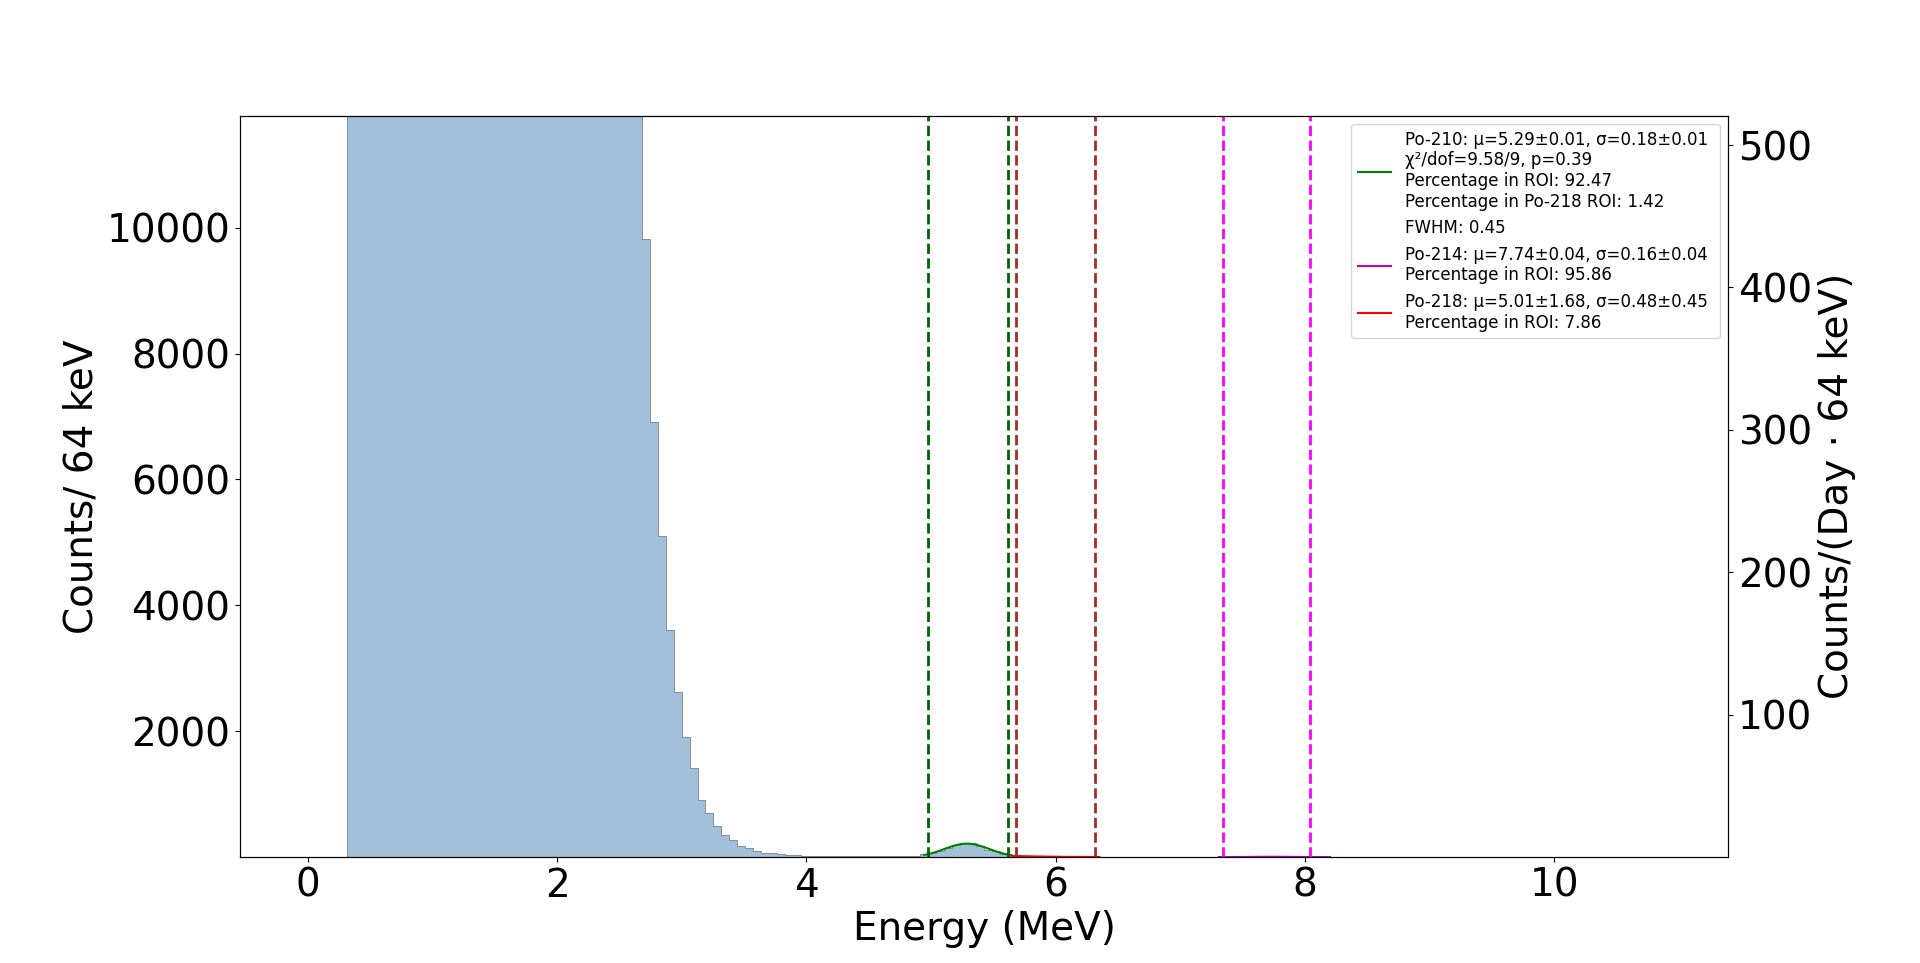 Po-210: μ=5.29±0.01, σ=0.18±0.01
χ²/dof=9.58/9, p=0.39
Percentage in ROI: 92.47
Percentage in Po-218 ROI: 1.42
FWHM: 0.45
Po-214: μ=7.74±0.04, σ=0.16±0.04
Percentage in ROI: 95.86
Po-218: μ=5.01±1.68, σ=0.48±0.45
Percentage in ROI: 7.86
10000
8000
6000
4000
2000
Counts/ 64 keV
500
400
300
200
100
Counts/(Day · 64 keV)
0 2 4 6 8 10
Energy (MeV)